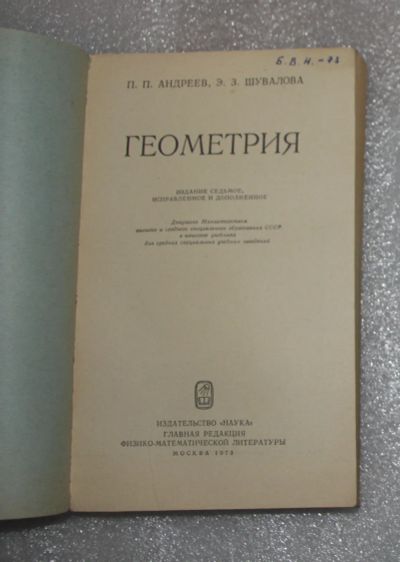 Б. В. Н. -
П. П. АНДРЕЕВ, Э. З. ШУВАЛОВА
ГЕОМЕТРИЯ
ИЗДАНИЕ СЕДЬМОЕ,
ИСПРАВЛЕННОЕ И ДОПОЛНЕННОЕ
Допущено Министерством
высшего и среднего специального образования СССР
в качестве учебника
для средних специальных учебных заведений
ИЗДАТЕЛЬСТВО «НАУКА»
ГЛАВНАЯ РЕДАКЦИЯ
ФИЗИКО-МАТЕМАТИЧЕСКОЙ ЛИТЕРАТУРЫ
МОСКВА 1974